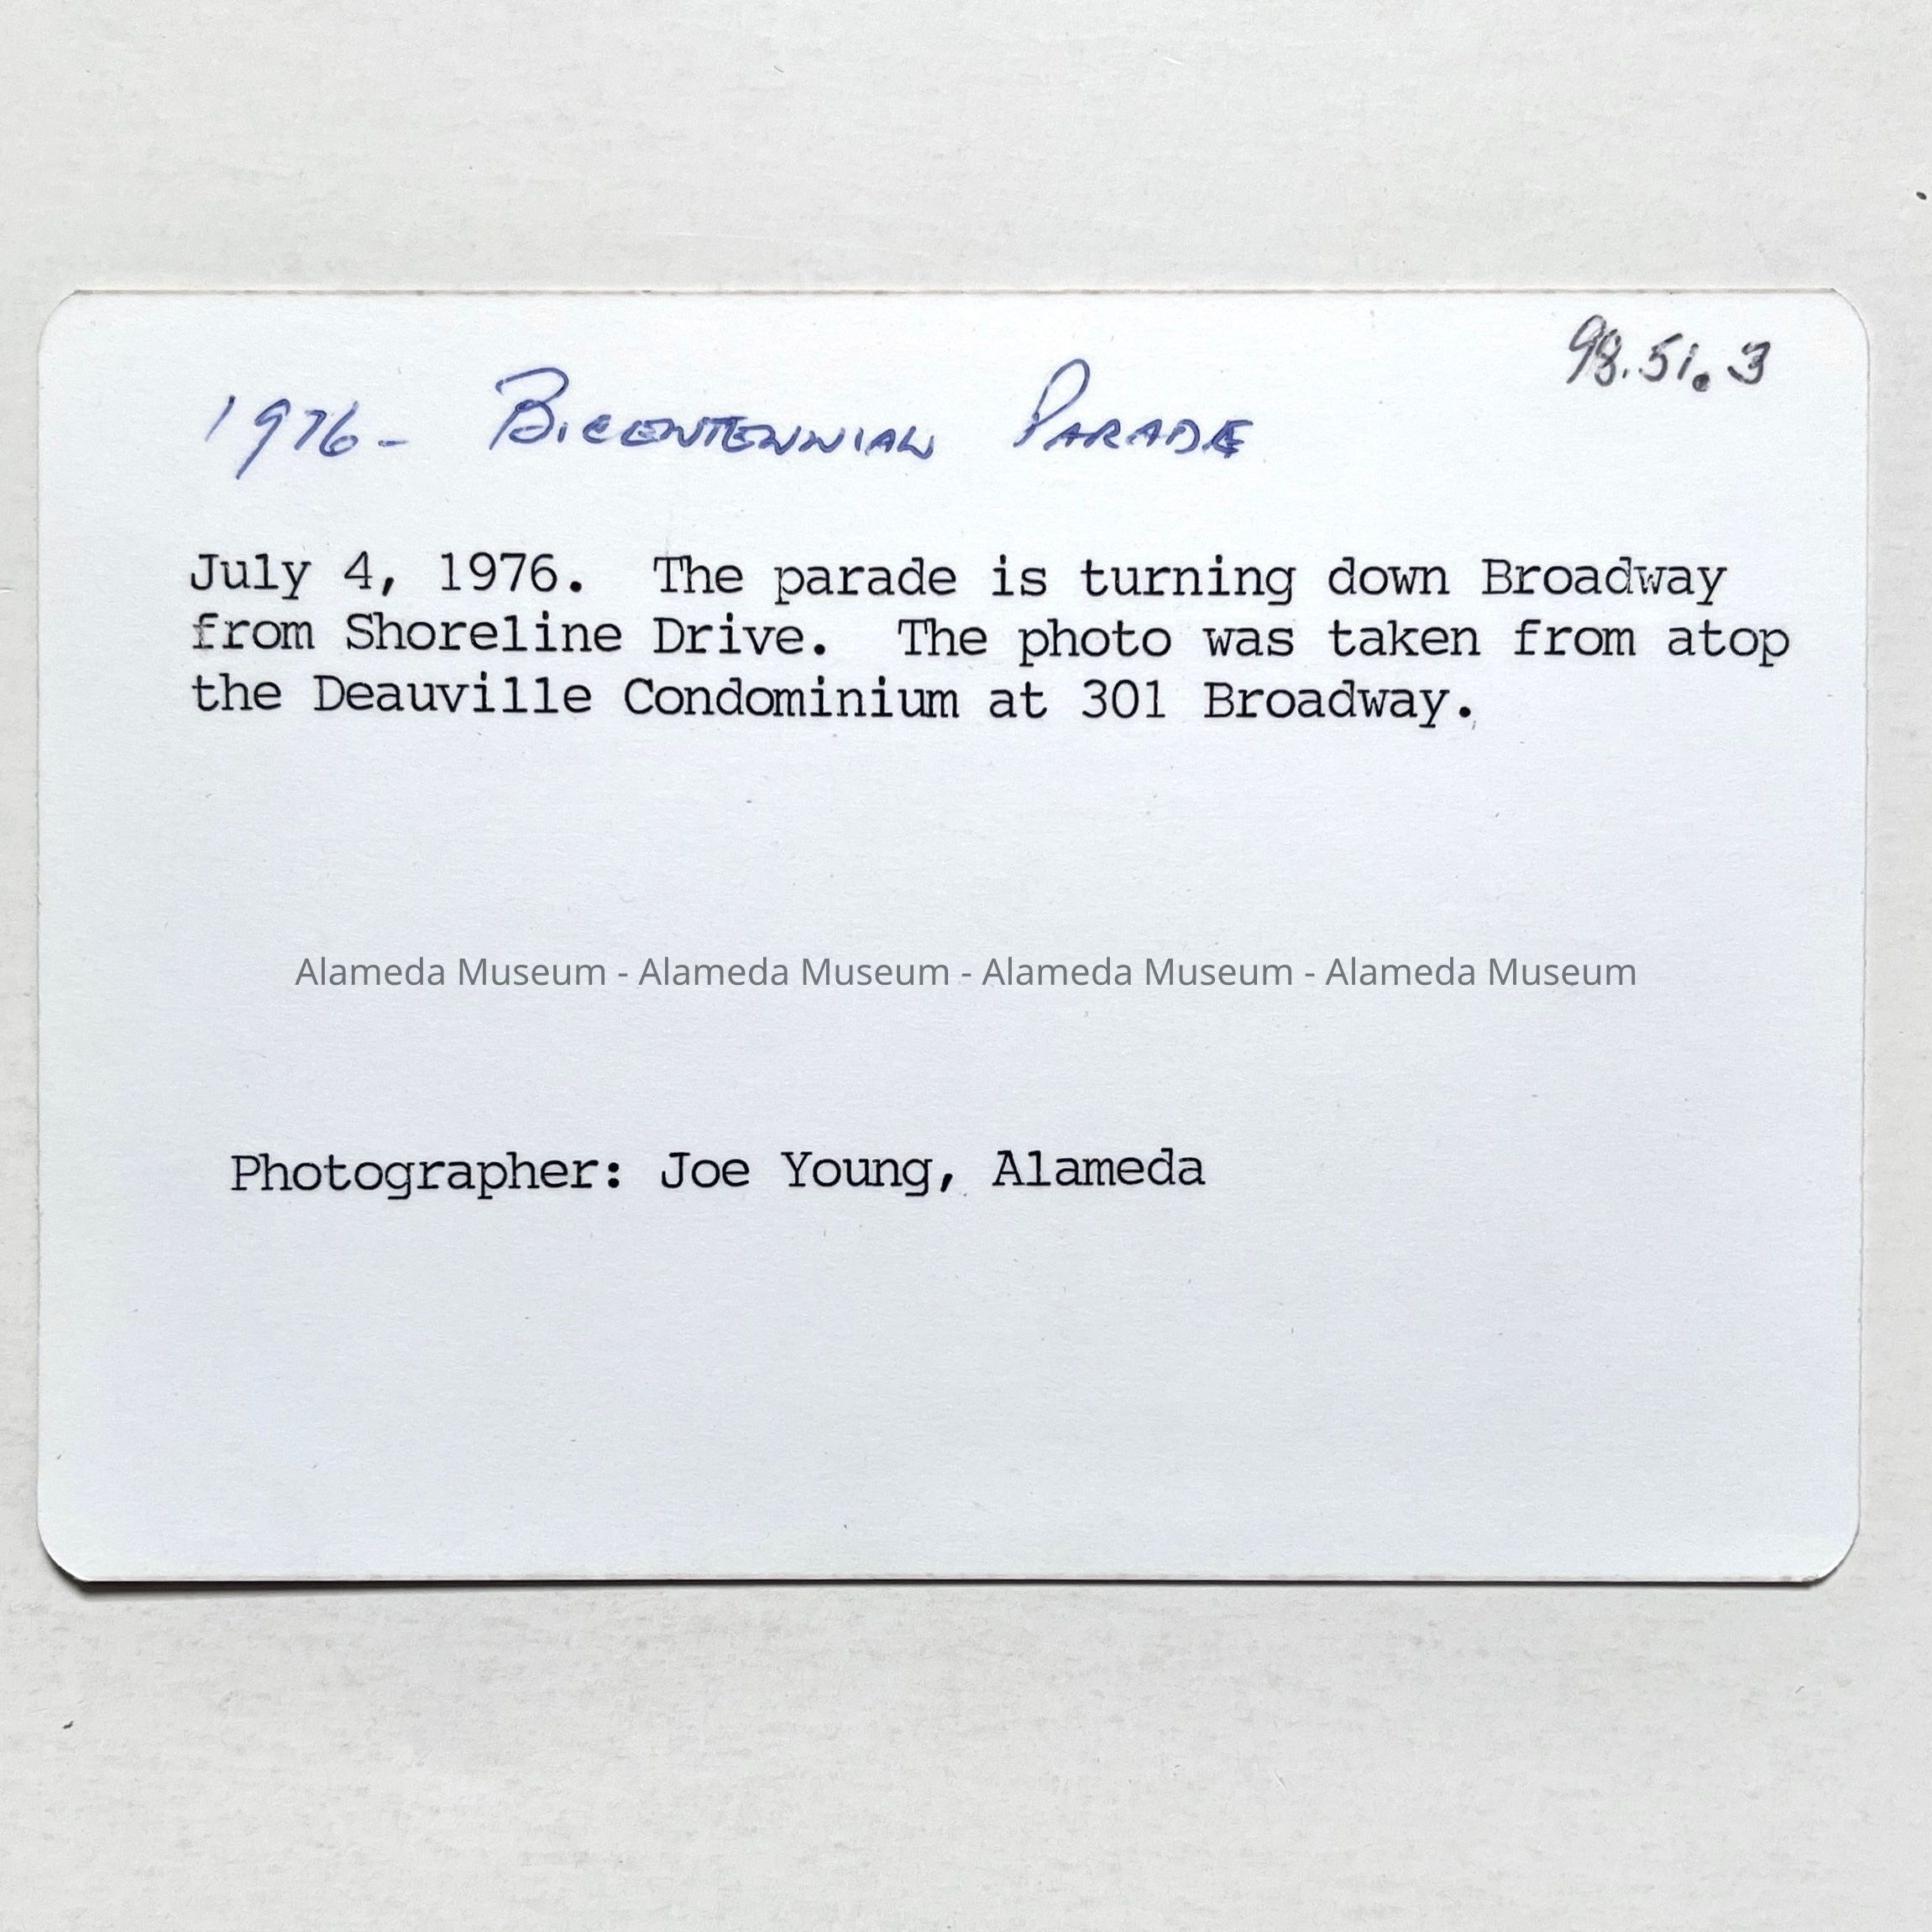 98.51.3
1976- BICENTENNIAL PARADE
July 4, 1976. The parade is turning down Broadway
from Shoreline Drive. The photo was taken from atop
the Deauville Condominium at 301 Broadway.
Alameda Museum - Alameda Museum - Alameda Museum - Alameda Museum
Photographer: Joe Young, Alameda